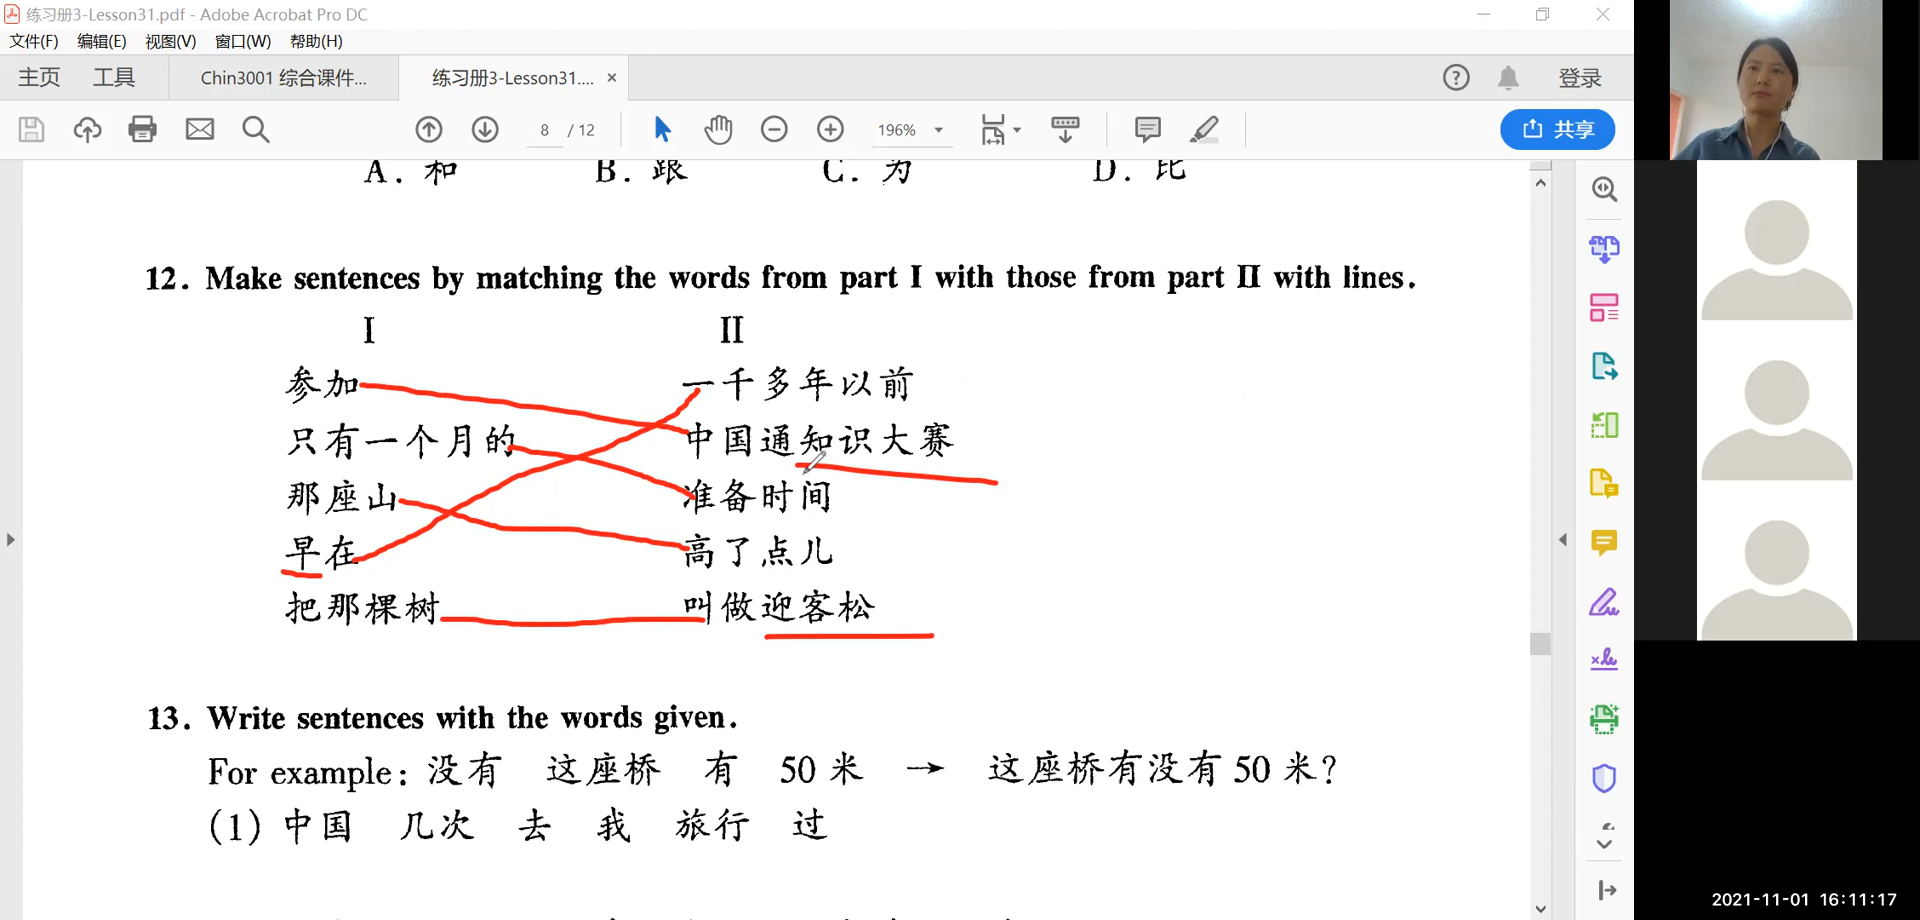 练习册3-Lesson31.pdf - Adobe Acrobat Pro DC
文件(F) 编辑(E) 视图(V) 窗口(W) 帮助(H)
主页 工具 Chin3001 综合课件... 练习册3-Lesson31.... × 登录
8 / 12 196% 共享
A. 和 B. 跟 C. 为 D. 比
12. Make sentences by matching the words from part I with those from part II with lines.
I II
参加 一千多年以前
只有一个月的 中国通知识大赛
那座山 准备时间
早在 高了点儿
把那棵树 叫做迎客松
13. Write sentences with the words given.
For example: 没有 这座桥 有 50 米 → 这座桥有没有 50 米?
(1) 中国 几次 去 我 旅行 过
2021-11-01 16:11:17